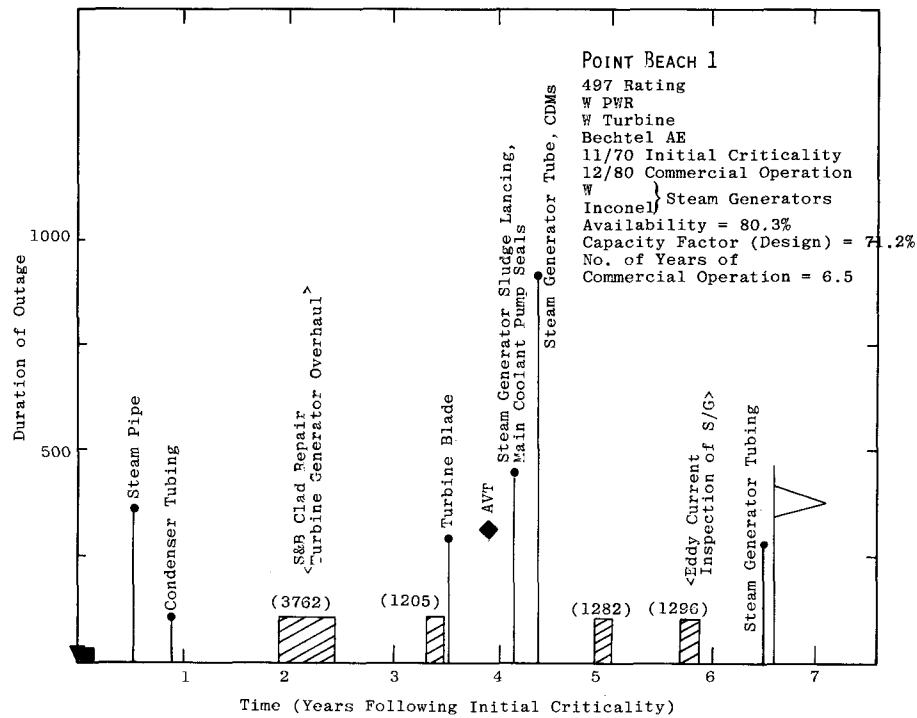 POINT BEACH 1
497 Rating
W PWR
W Turbine
Bechtel AE
11/70 Initial Criticality
12/80 Commercial Operation
W
Inconel} Steam Generators
Availability = 80.3%
Capacity Factor (Design) = 71.2%
No. of Years of
Commercial Operation = 6.5
Duration of Outage
1000
500
Steam Pipe
Condenser Tubing
<S&B Clad Repair
Turbine Generator Overhaul>
Turbine Blade
AVT
Steam Generator Sludge Lancing,
Main Coolant Pump Seals
Steam Generator Tube, CDMs
<Eddy Current
Inspection of S/G>
Steam Generator Tubing
(3762)
(1205)
(1282)
(1296)
1 2 3 4 5 6 7
Time (Years Following Initial Criticality)